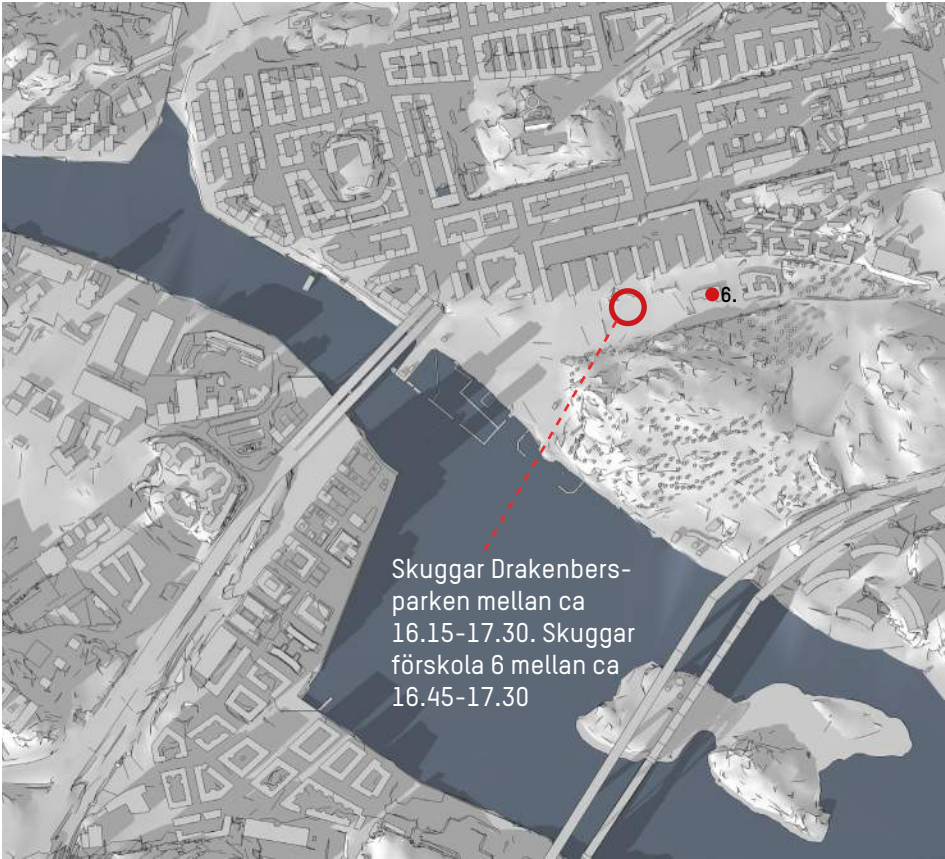 6.
Skuggar Drakenbers-
parken mellan ca
16.15-17.30. Skuggar
förskola 6 mellan ca
16.45-17.30